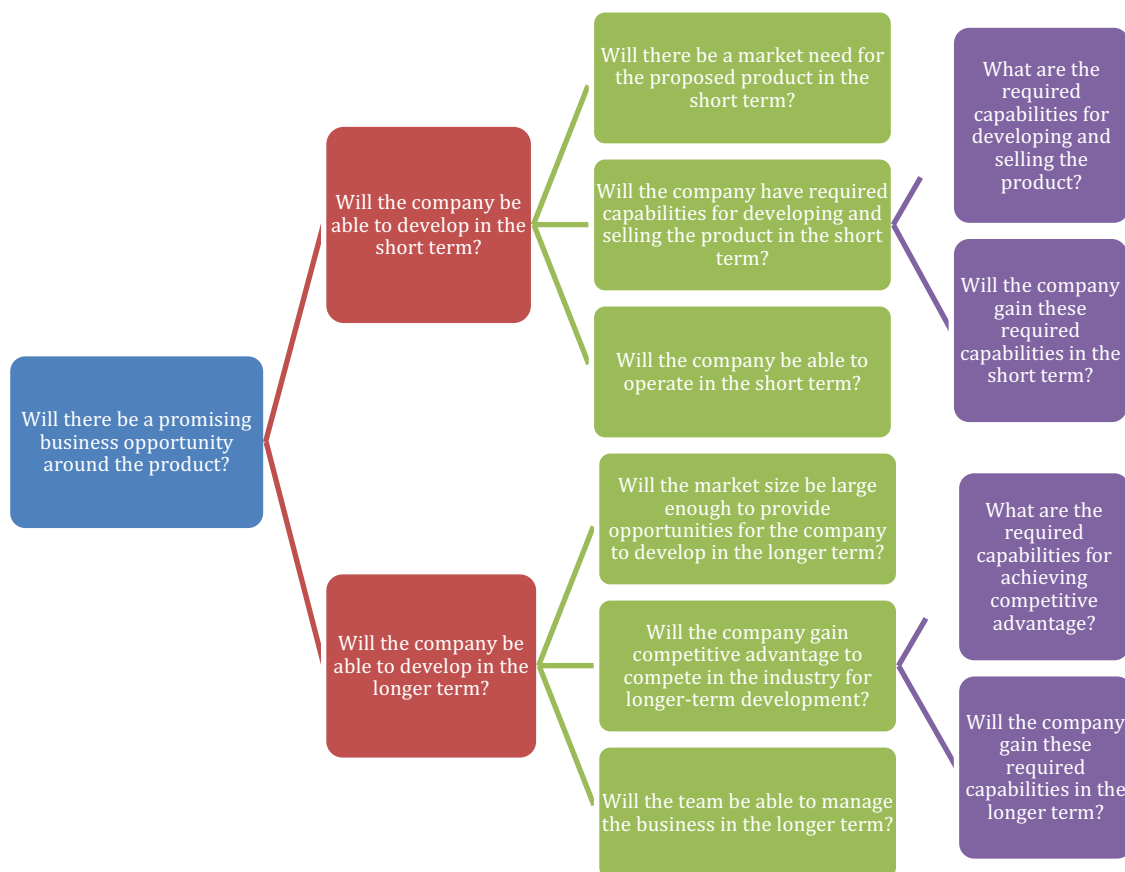 Will there be a promising
business opportunity
around the product?
Will the company be
able to develop in the
short term?
Will there be a market need for
the proposed product in the
short term?
Will the company have required
capabilities for developing and
selling the product in the short
term?
What are the
required
capabilities for
developing and
selling the
product?
Will the company
gain these
required
capabilities in the
short term?
Will the company be able to
operate in the short term?
Will the company be
able to develop in the
longer term?
Will the market size be large
enough to provide
opportunities for the company
to develop in the longer term?
Will the company gain
competitive advantage to
compete in the industry for
longer-term development?
What are the
required
capabilities for
achieving
competitive
advantage?
Will the company
gain these
required
capabilities in the
longer term?
Will the team be able to manage
the business in the longer term?